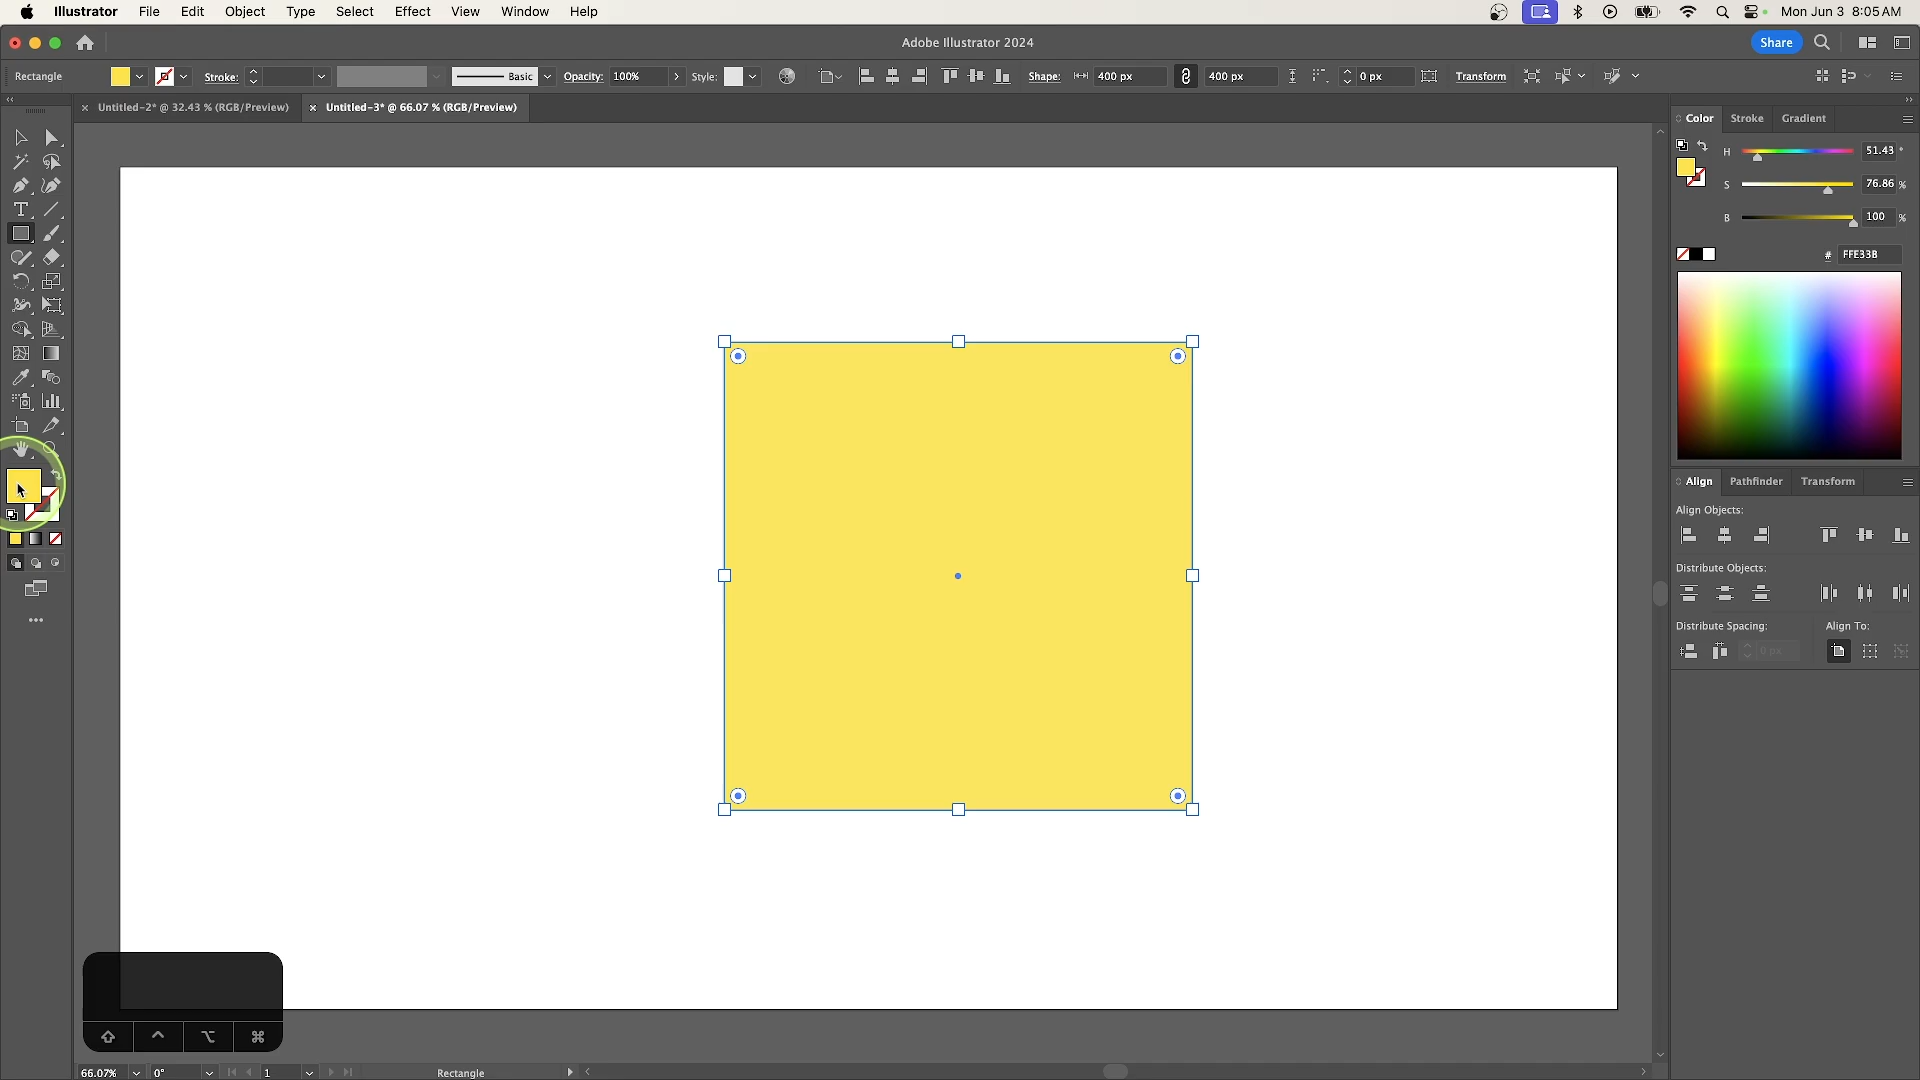 Illustrator File Edit Object Type Select Effect View Window Help Mon Jun 3 8:05 AM
Adobe Illustrator 2024 Share
Rectangle Stroke: Basic Opacity: 100% Style: Shape: 400 px 400 px 0 px Transform
Untitled-2* @ 32.43 % (RGB/Preview) Untitled-3* @ 66.07 % (RGB/Preview)
Color Stroke Gradient
H 51.43 °
S 76.86 %
B 100 %
# FFE33B
Align Pathfinder Transform
Align Objects:
Distribute Objects:
Distribute Spacing: Align To:
0 px
66.07% 0° 1 Rectangle